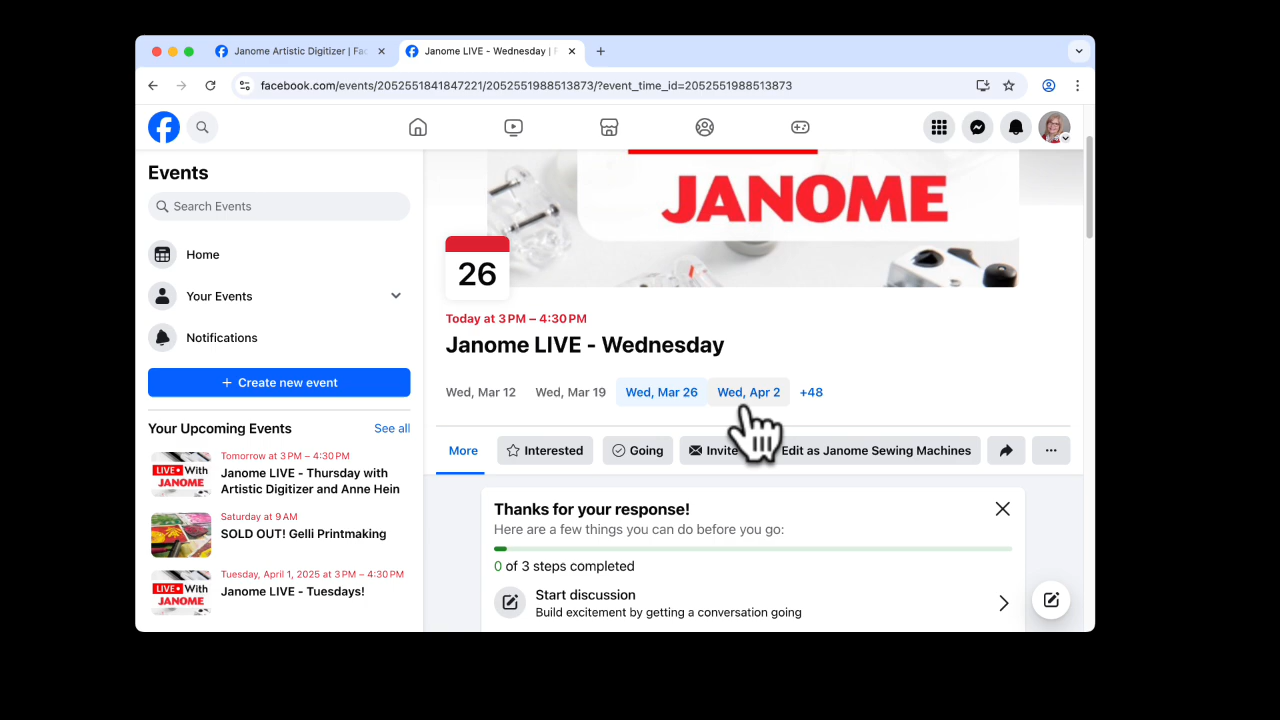 Janome Artistic Digitizer | Fac
Janome LIVE - Wednesday | F
facebook.com/events/2052551841847221/2052551988513873/?event_time_id=2052551988513873
Events
Search Events
Home
Your Events
Notifications
+ Create new event
Your Upcoming Events
See all
Tomorrow at 3 PM – 4:30 PM
LIVE With
JANOME
Janome LIVE - Thursday with
Artistic Digitizer and Anne Hein
Saturday at 9 AM
SOLD OUT! Gelli Printmaking
Tuesday, April 1, 2025 at 3 PM – 4:30 PM
LIVE With
JANOME
Janome LIVE - Tuesdays!
JANOME
26
Today at 3 PM – 4:30 PM
Janome LIVE - Wednesday
Wed, Mar 12 Wed, Mar 19 Wed, Mar 26 Wed, Apr 2 +48
More Interested Going Invite Edit as Janome Sewing Machines
Thanks for your response!
Here are a few things you can do before you go:
0 of 3 steps completed
Start discussion
Build excitement by getting a conversation going